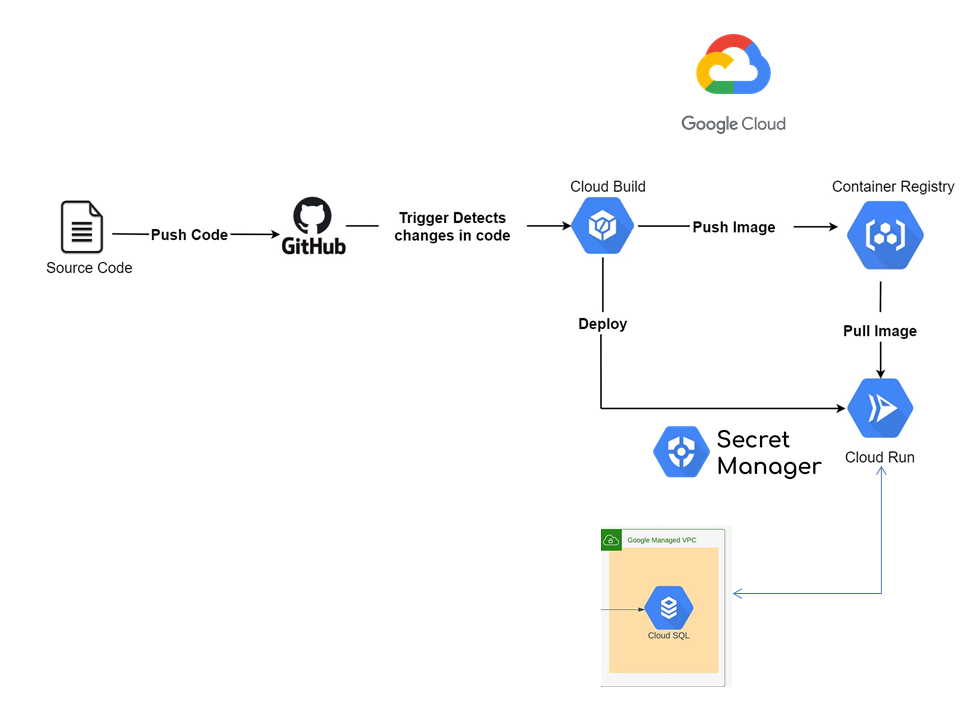 Google Cloud
Cloud Build
Container Registry
Trigger Detects
changes in code
Push Code
GitHub
Push Image
Source Code
Deploy
Pull Image
Secret
Manager
Cloud Run
Google Managed VPC
Cloud SQL